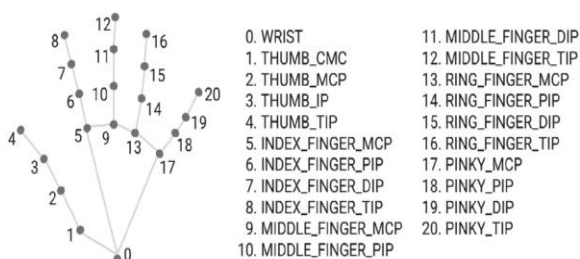 12
8
16
11
7
15
20
6
10
14
19
4
5
9
13
18
3
17
2
1
0
0. WRIST
1. THUMB_CMC
2. THUMB_MCP
3. THUMB_IP
4. THUMB_TIP
5. INDEX_FINGER_MCP
6. INDEX_FINGER_PIP
7. INDEX_FINGER_DIP
8. INDEX_FINGER_TIP
9. MIDDLE_FINGER_MCP
10. MIDDLE_FINGER_PIP
11. MIDDLE_FINGER_DIP
12. MIDDLE_FINGER_TIP
13. RING_FINGER_MCP
14. RING_FINGER_PIP
15. RING_FINGER_DIP
16. RING_FINGER_TIP
17. PINKY_MCP
18. PINKY_PIP
19. PINKY_DIP
20. PINKY_TIP